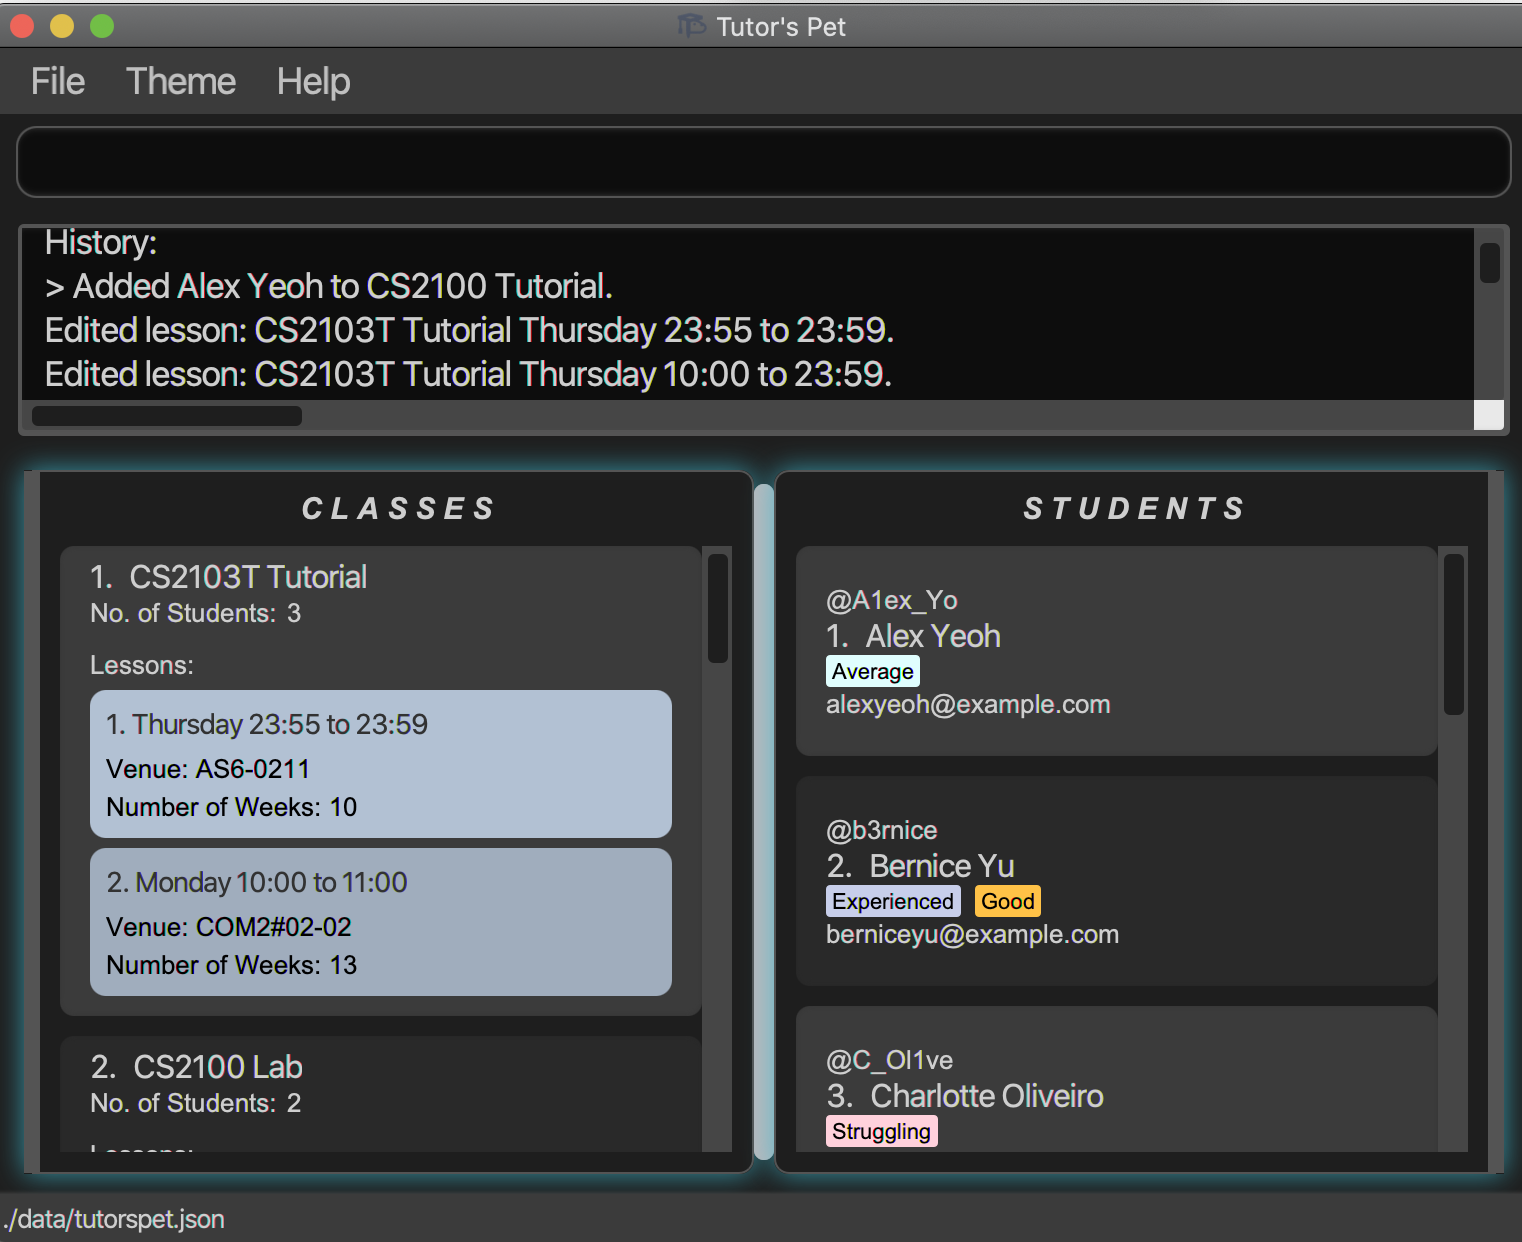 Tutor's Pet
File Theme Help
History:
> Added Alex Yeoh to CS2100 Tutorial.
Edited lesson: CS2103T Tutorial Thursday 23:55 to 23:59.
Edited lesson: CS2103T Tutorial Thursday 10:00 to 23:59.
CLASSES
1. CS2103T Tutorial
No. of Students: 3
Lessons:
1. Thursday 23:55 to 23:59
Venue: AS6-0211
Number of Weeks: 10
2. Monday 10:00 to 11:00
Venue: COM2#02-02
Number of Weeks: 13
2. CS2100 Lab
No. of Students: 2
Lessons:
STUDENTS
@A1ex_Yo
1. Alex Yeoh
Average
alexyeoh@example.com
@b3rnice
2. Bernice Yu
Experienced Good
berniceyu@example.com
@C_Ol1ve
3. Charlotte Oliveiro
Struggling
./data/tutorspet.json